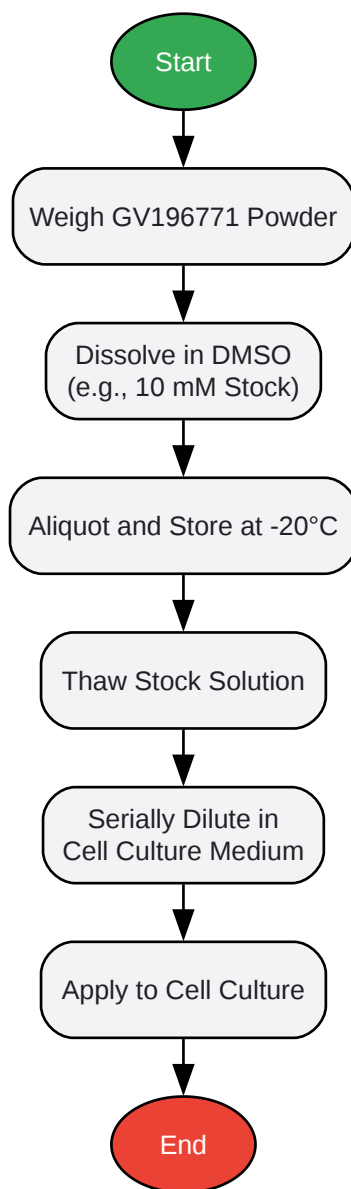 Start
Weigh GV196771 Powder
Dissolve in DMSO
(e.g., 10 mM Stock)
Aliquot and Store at -20°C
Thaw Stock Solution
Serially Dilute in
Cell Culture Medium
Apply to Cell Culture
End